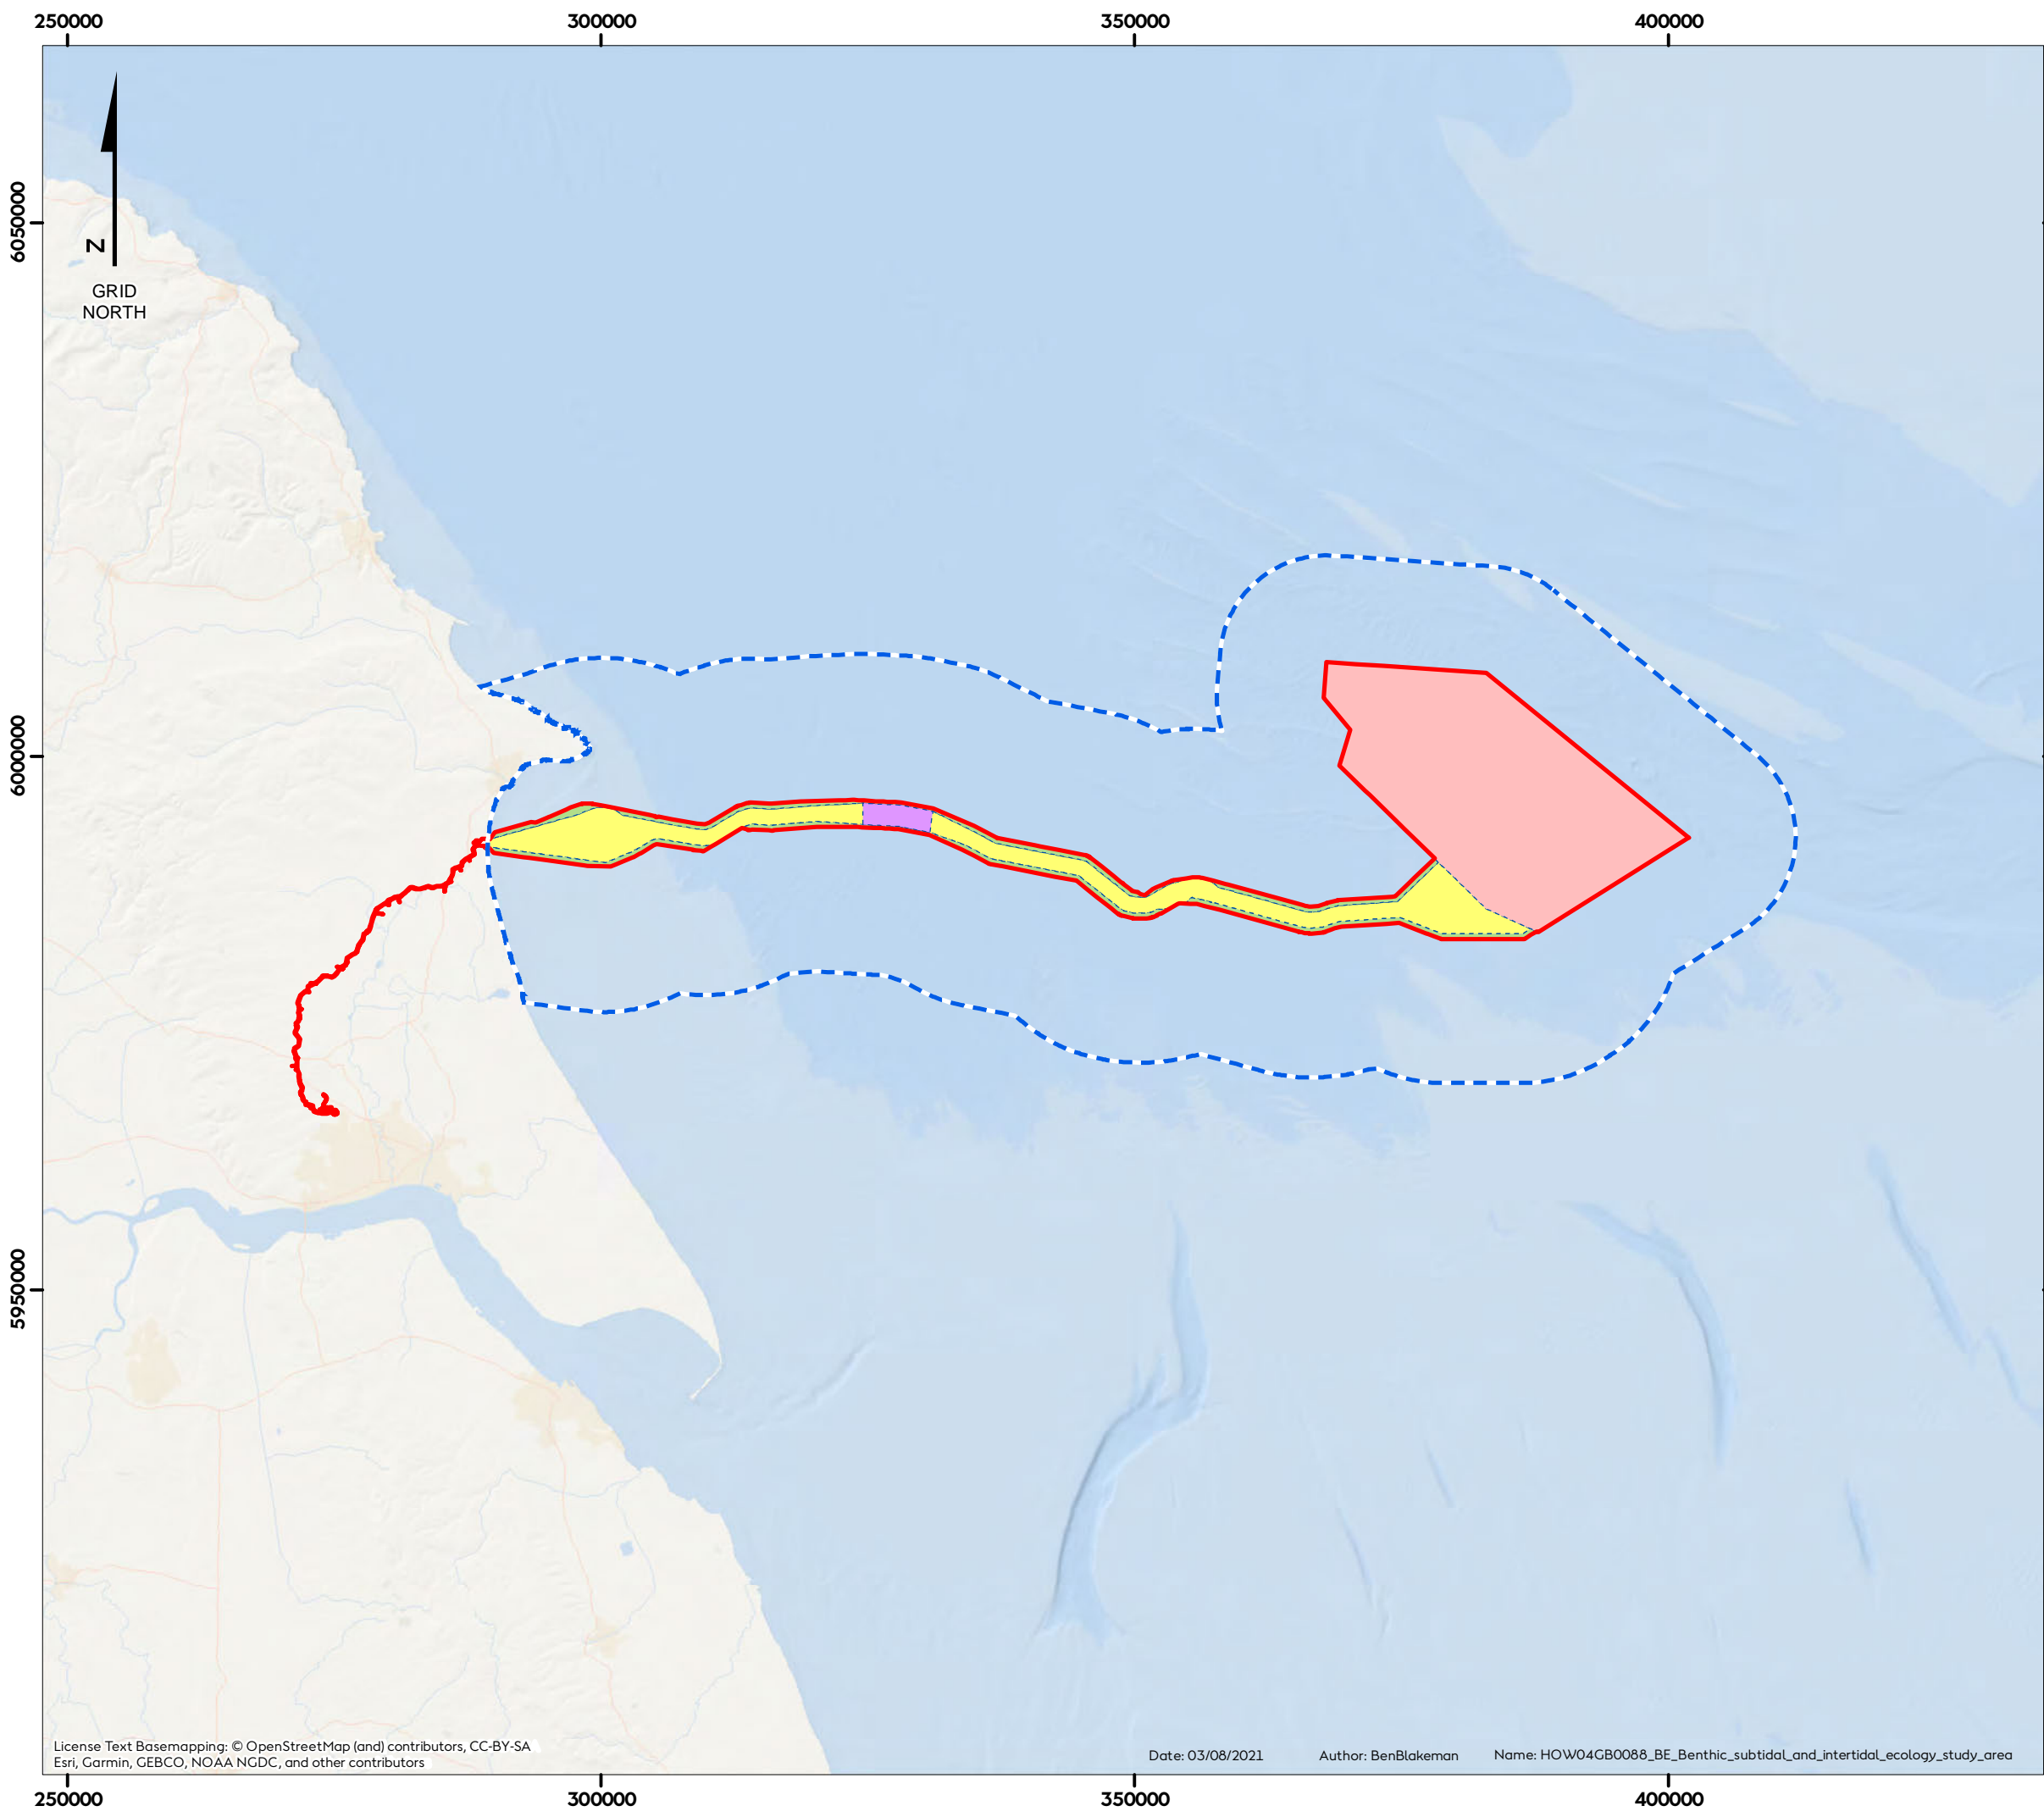 250000 300000 350000 400000
N
GRID
NORTH
6050000
6000000
5950000
License Text Basemapping: © OpenStreetMap (and) contributors, CC-BY-SA
Esri, Garmin, GEBCO, NOAA NGDC, and other contributors
Date: 03/08/2021 Author: BenBlakeman Name: HOW04GB0088_BE_Benthic_subtidal_and_intertidal_ecology_study_area
250000 300000 350000 400000